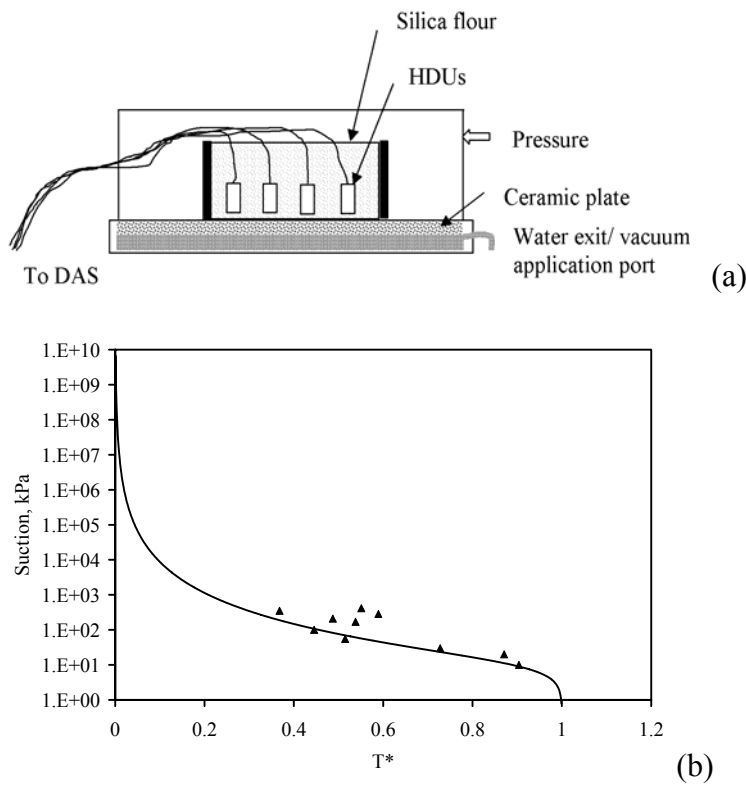 Silica flour
HDUs
Pressure
Ceramic plate
Water exit/ vacuum
application port
To DAS
(a)
1.E+10
1.E+09
1.E+08
1.E+07
1.E+06
1.E+05
1.E+04
1.E+03
1.E+02
1.E+01
1.E+00
Suction, kPa
0
0.2
0.4
0.6
0.8
1
1.2
T*
(b)